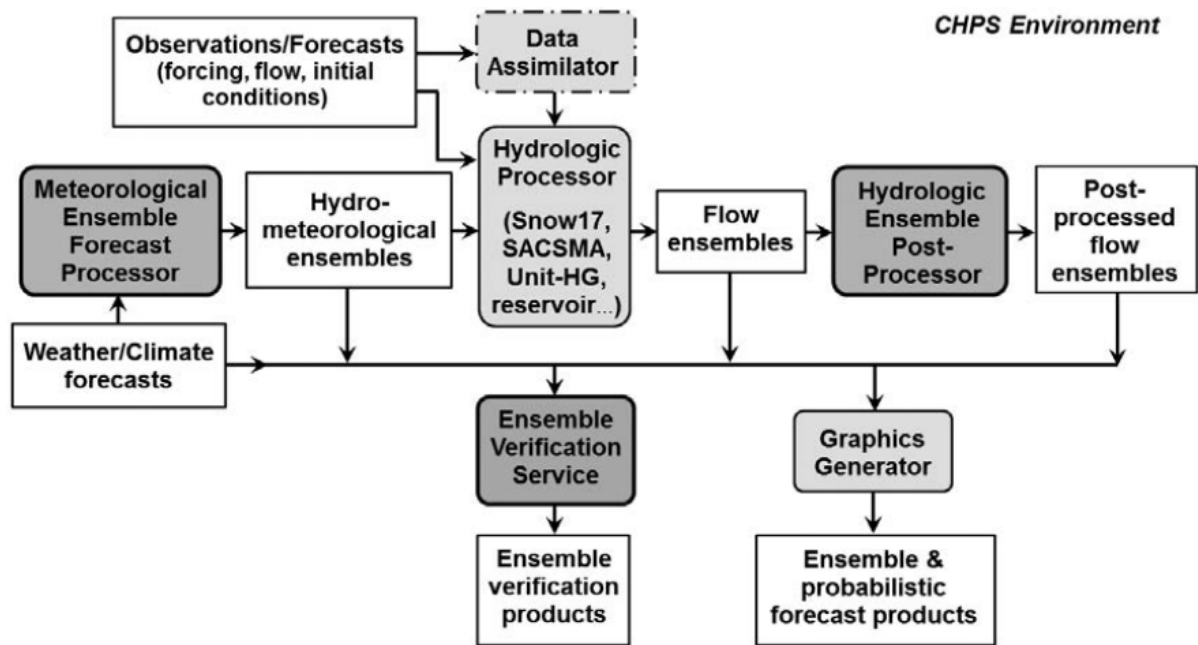 CHPS Environment
Observations/Forecasts
(forcing, flow, initial
conditions)
Data
Assimilator
Meteorological
Ensemble
Forecast
Processor
Hydro-
meteorological
ensembles
Hydrologic
Processor
(Snow17,
SACSMA,
Unit-HG,
reservoir...)
Flow
ensembles
Hydrologic
Ensemble
Post-
Processor
Post-
processed
flow
ensembles
Weather/Climate
forecasts
Ensemble
Verification
Service
Graphics
Generator
Ensemble
verification
products
Ensemble &
probabilistic
forecast products